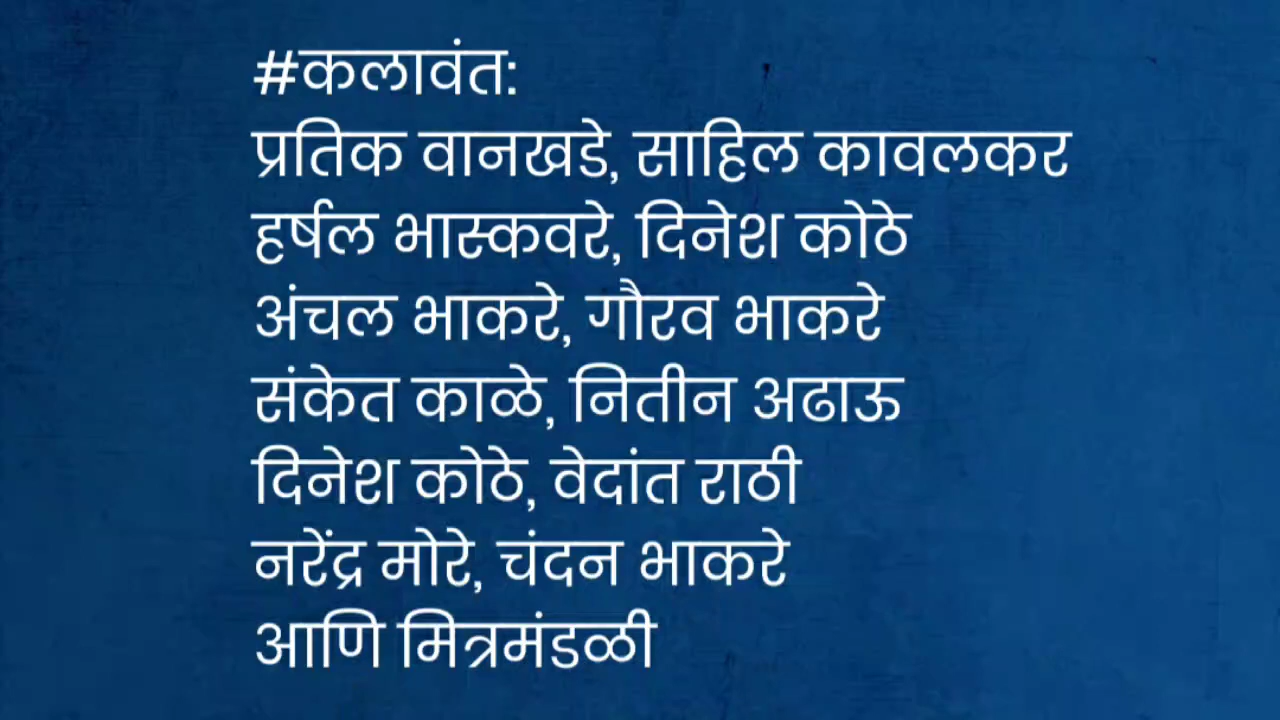 #कलावंत:
प्रतिक वानखडे, साहिल कावलकर
हर्षल भास्कवरे, दिनेश कोठे
अंचल भाकरे, गौरव भाकरे
संकेत काळे, नितीन अढाऊ
दिनेश कोठे, वेदांत राठी
नरेंद्र मोरे, चंदन भाकरे
आणि मित्रमंडळी